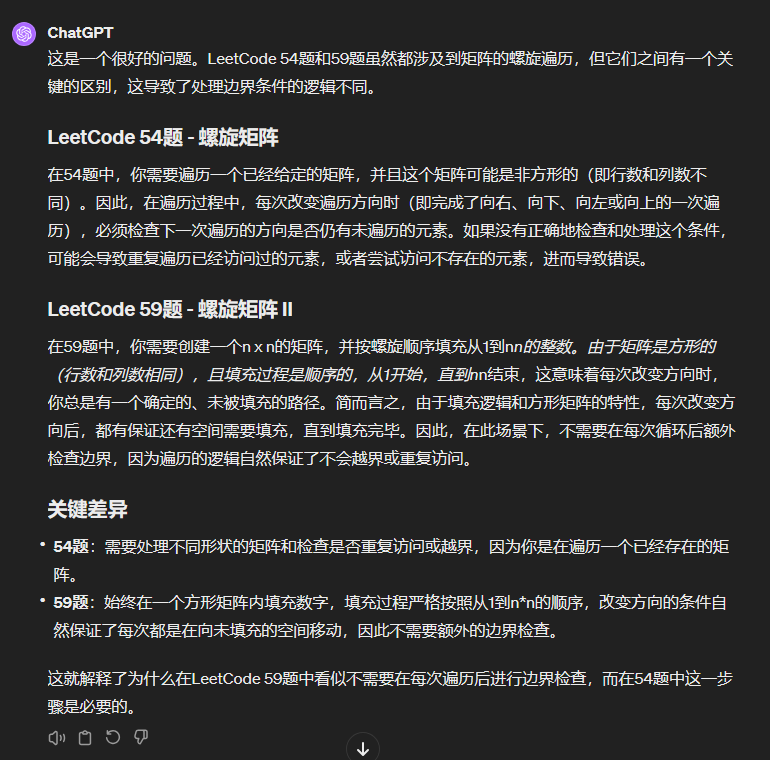 ChatGPT
这是一个很好的问题。LeetCode 54题和59题虽然都涉及到矩阵的螺旋遍历，但它们之间有一个关
键的区别，这导致了处理边界条件的逻辑不同。
LeetCode 54题 - 螺旋矩阵
在54题中，你需要遍历一个已经给定的矩阵，并且这个矩阵可能是非方形的（即行数和列数不
同）。因此，在遍历过程中，每次改变遍历方向时（即完成了向右、向下、向左或向上的一次遍
历），必须检查下一次遍历的方向是否仍有未遍历的元素。如果没有正确地检查和处理这个条件，
可能会导致重复遍历已经访问过的元素，或者尝试访问不存在的元素，进而导致错误。
LeetCode 59题 - 螺旋矩阵 II
在59题中，你需要创建一个n x n的矩阵，并按螺旋顺序填充从1到nn的整数。由于矩阵是方形的
（行数和列数相同），且填充过程是顺序的，从1开始，直到nn结束，这意味着每次改变方向时，
你总是有一个确定的、未被填充的路径。简而言之，由于填充逻辑和方形矩阵的特性，每次改变方
向后，都有保证还有空间需要填充，直到填充完毕。因此，在此场景下，不需要在每次循环后额外
检查边界，因为遍历的逻辑自然保证了不会越界或重复访问。
关键差异
• 54题：需要处理不同形状的矩阵和检查是否重复访问或越界，因为你是在遍历一个已经存在的矩
阵。
• 59题：始终在一个方形矩阵内填充数字，填充过程严格按照从1到n*n的顺序，改变方向的条件自
然保证了每次都是在向未填充的空间移动，因此不需要额外的边界检查。
这就解释了为什么在LeetCode 59题中看似不需要在每次遍历后进行边界检查，而在54题中这一步
骤是必要的。